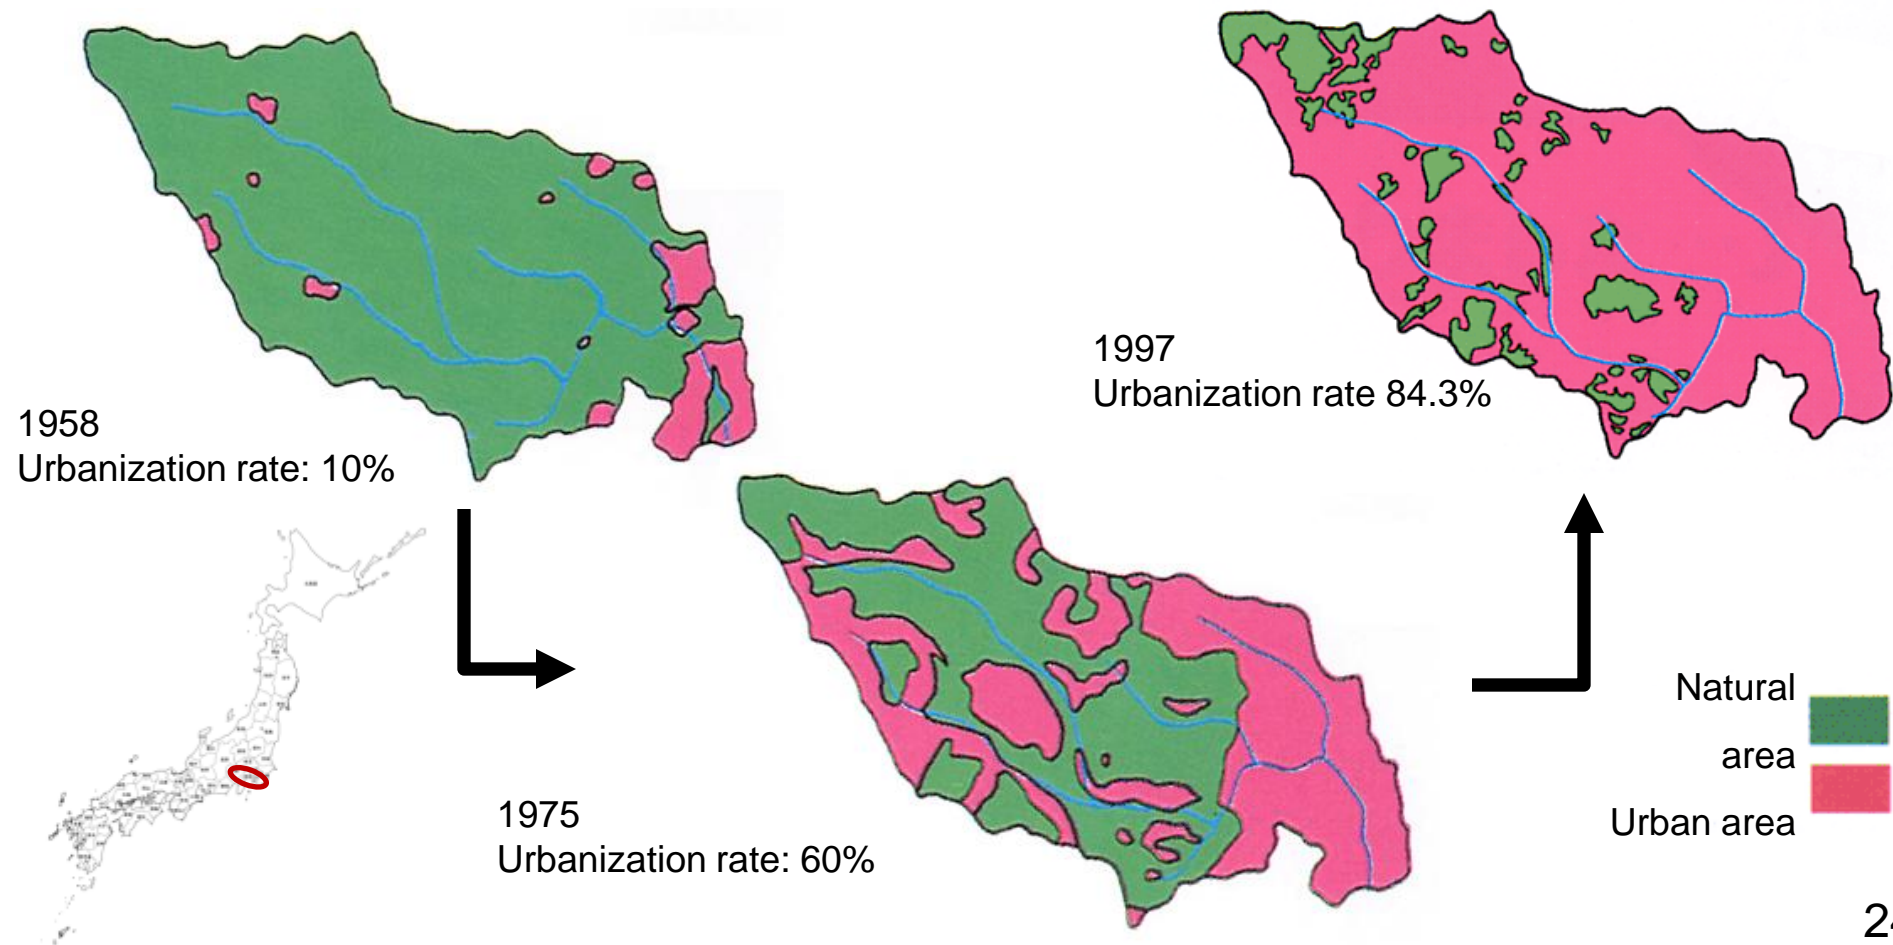 1958
Urbanization rate: 10%
1997
Urbanization rate 84.3%
1975
Urbanization rate: 60%
Natural
area
Urban area